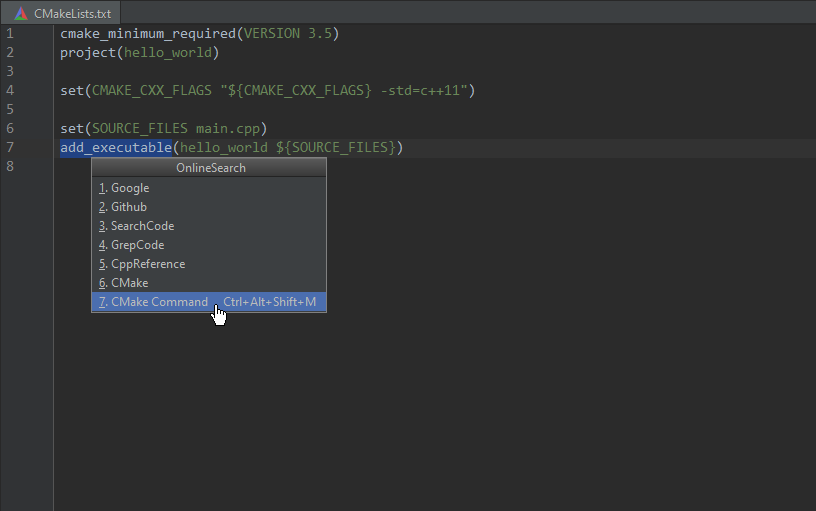 CMakeLists.txt
1 cmake_minimum_required(VERSION 3.5)
2 project(hello_world)
3
4 set(CMAKE_CXX_FLAGS "${CMAKE_CXX_FLAGS} -std=c++11")
5
6 set(SOURCE_FILES main.cpp)
7 add_executable(hello_world ${SOURCE_FILES})
8
OnlineSearch
1. Google
2. Github
3. SearchCode
4. GrepCode
5. CppReference
6. CMake
7. CMake Command Ctrl+Alt+Shift+M